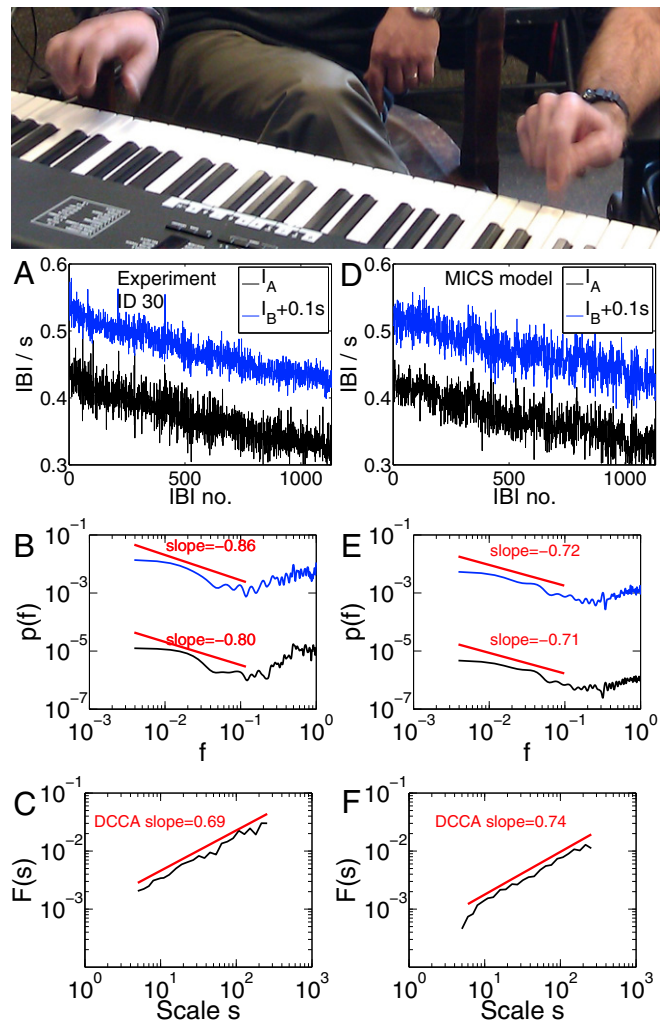 A
Experiment
ID 30
I_A
I_B+0.1s
0.6
0.5
0.4
0.3
IBI / s
0
500
1000
IBI no.
D
MICS model
I_A
I_B+0.1s
0.6
0.5
0.4
0.3
IBI / s
0
500
1000
IBI no.
B
slope=−0.86
slope=−0.80
10^−1
10^−3
10^−5
10^−7
p(f)
10^−3
10^−2
10^−1
10^0
f
E
slope=−0.72
slope=−0.71
10^−1
10^−3
10^−5
10^−7
p(f)
10^−3
10^−2
10^−1
10^0
f
C
DCCA slope=0.69
10^−1
10^−2
10^−3
F(s)
10^0
10^1
10^2
10^3
Scale s
F
DCCA slope=0.74
10^−1
10^−2
10^−3
F(s)
10^0
10^1
10^2
10^3
Scale s